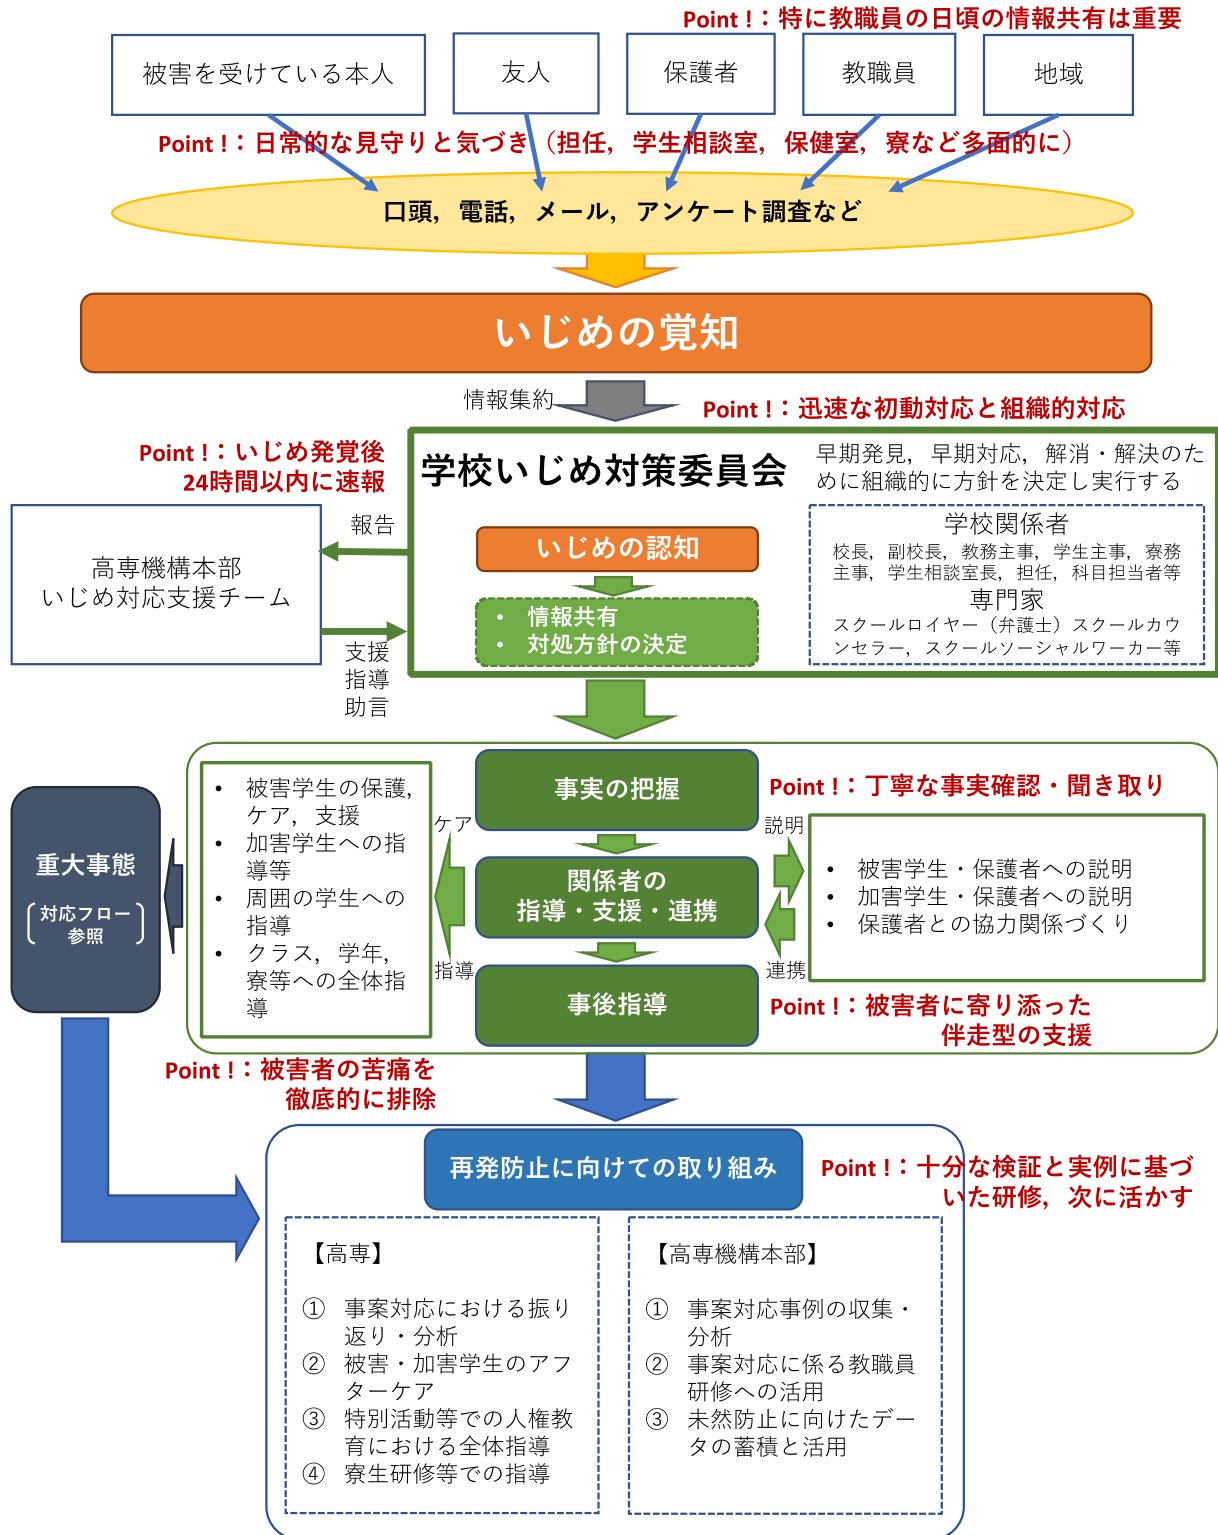 Point！：特に教職員の日頃の情報共有は重要
被害を受けている本人
友人
保護者
教職員
地域
Point！：日常的な見守りと気づき（担任，学生相談室，保健室，寮など多面的に）
口頭，電話，メール，アンケート調査など
いじめの覚知
情報集約
Point！：迅速な初動対応と組織的対応
Point！：いじめ発覚後
24時間以内に速報
学校いじめ対策委員会
早期発見，早期対応，解消・解決のた
めに組織的に方針を決定し実行する
高専機構本部
いじめ対応支援チーム
報告
支援
指導
助言
いじめの認知
• 情報共有
• 対処方針の決定
学校関係者
校長，副校長，教務主事，学生主事，寮務
主事，学生相談室長，担任，科目担当者等
専門家
スクールロイヤー（弁護士）スクールカウ
ンセラー，スクールソーシャルワーカー等
重大事態
対応フロー
参照
• 被害学生の保護，
ケア，支援
• 加害学生への指
導等
• 周囲の学生への
指導
• クラス，学年，
寮等への全体指
導
ケア
指導
事実の把握
関係者の
指導・支援・連携
事後指導
Point！：丁寧な事実確認・聞き取り
説明
連携
• 被害学生・保護者への説明
• 加害学生・保護者への説明
• 保護者との協力関係づくり
Point！：被害者に寄り添った
伴走型の支援
Point！：被害者の苦痛を
徹底的に排除
再発防止に向けての取り組み
Point！：十分な検証と実例に基づ
いた研修，次に活かす
【高専】
① 事案対応における振り
返り・分析
② 被害・加害学生のアフ
ターケア
③ 特別活動等での人権教
育における全体指導
④ 寮生研修等での指導
【高専機構本部】
① 事案対応事例の収集・
分析
② 事案対応に係る教職員
研修への活用
③ 未然防止に向けたデー
タの蓄積と活用